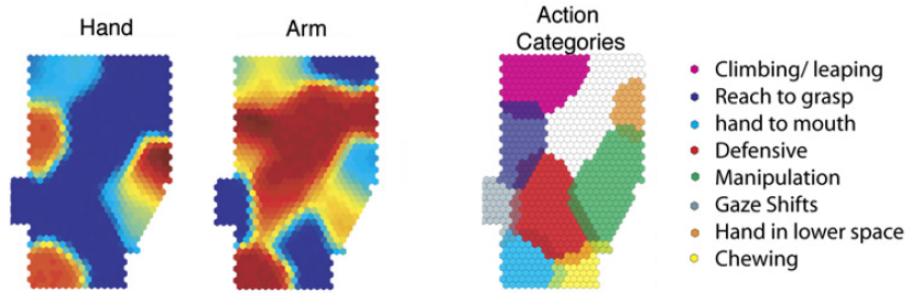 Hand
Arm
Action
Categories
Climbing/ leaping
Reach to grasp
hand to mouth
Defensive
Manipulation
Gaze Shifts
Hand in lower space
Chewing